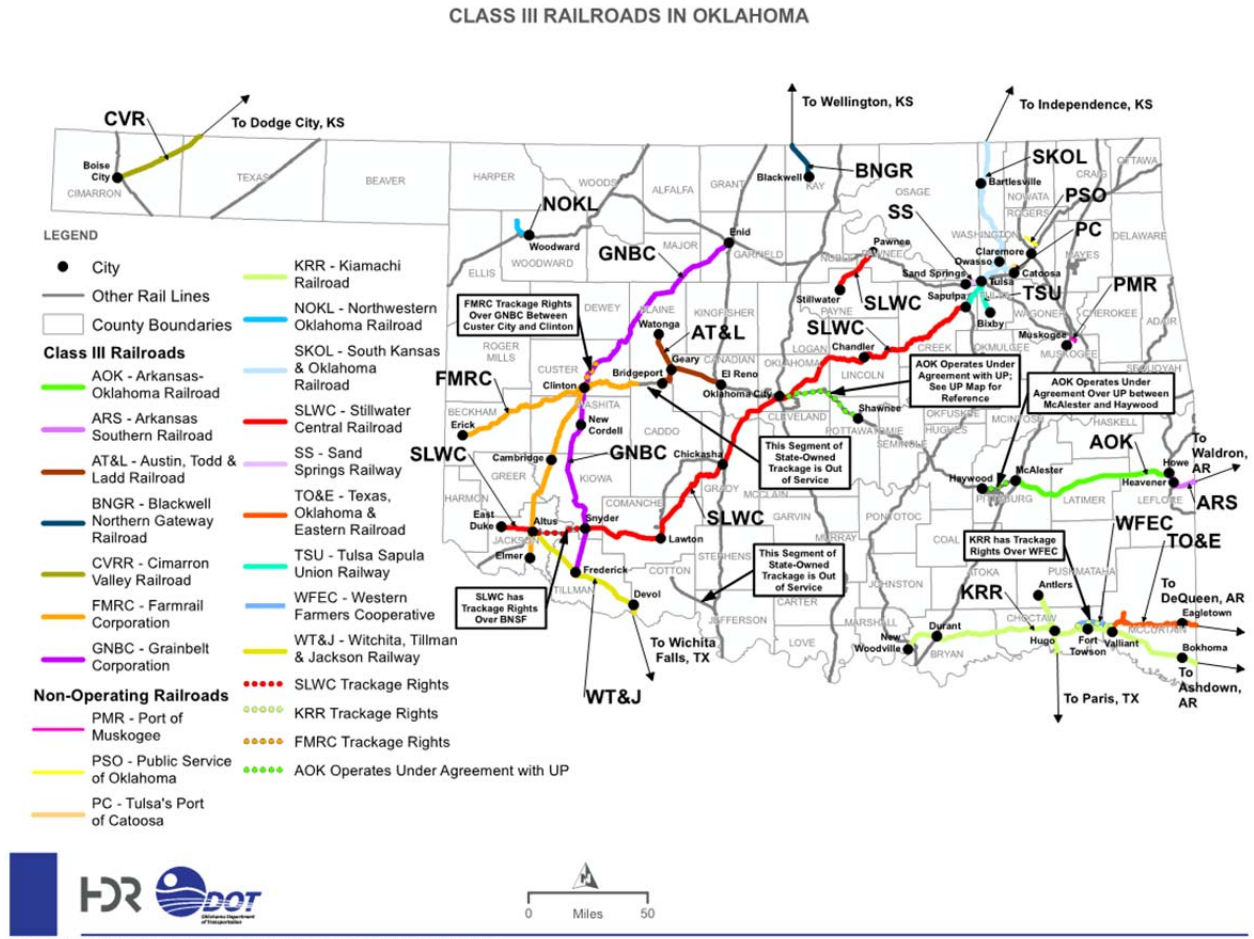 CLASS III RAILROADS IN OKLAHOMA
CVR
To Dodge City, KS
To Wellington, KS
To Independence, KS
Boise
City
CIMARRON
TEXAS
BEAVER
HARPER
WOODS
ALFALFA
GRANT
Blackwell
KAY
BNGR
OSAGE
SKOL
Bartlesville
NOWATA
CRAIG
OTTAWA
ROGERS
PSO
NOKL
Woodward
WOODWARD
ELLIS
GNBC
MAJOR
Enid
GARFIELD
NOBLE
Pawnee
PAWNEE
SS
WASHINGTON
PC
DELAWARE
Claremore
Owasso
MAYES
Catoosa
Sand Springs
Tulsa
TULSA
Sapulpa
TSU
PMR
Stillwater
PAYNE
SLWC
Bixby
WAGONER
CHEROKEE
ADAIR
LEGEND
City
Other Rail Lines
County Boundaries
Class III Railroads
AOK - Arkansas-
Oklahoma Railroad
ARS - Arkansas
Southern Railroad
AT&L - Austin, Todd &
Ladd Railroad
BNGR - Blackwell
Northern Gateway
Railroad
CVRR - Cimarron
Valley Railroad
FMRC - Farmrail
Corporation
GNBC - Grainbelt
Corporation
Non-Operating Railroads
PMR - Port of
Muskogee
PSO - Public Service
of Oklahoma
PC - Tulsa's Port
of Catoosa
KRR - Kiamachi
Railroad
NOKL - Northwestern
Oklahoma Railroad
SKOL - South Kansas
& Oklahoma
Railroad
SLWC - Stillwater
Central Railroad
SS - Sand
Springs Railway
TO&E - Texas,
Oklahoma &
Eastern Railroad
TSU - Tulsa Sapula
Union Railway
WFEC - Western
Farmers Cooperative
WT&J - Witchita, Tillman
& Jackson Railway
SLWC Trackage Rights
KRR Trackage Rights
FMRC Trackage Rights
AOK Operates Under Agreement with UP
FMRC Trackage Rights
Over GNBC Between
Custer City and Clinton
DEWEY
BLAINE
KINGFISHER
Watonga
AT&L
LOGAN
SLWC
Chandler
CREEK
OKMULGEE
Muskogee
MUSKOGEE
SEQUOYAH
ROGER
MILLS
CUSTER
Geary
CANADIAN
OKLAHOMA
LINCOLN
FMRC
Clinton
Bridgeport
El Reno
Oklahoma City
AOK Operates Under
Agreement with UP;
See UP Map for
Reference
AOK Operates Under
Agreement Over UP between
McAlester and Haywood
BECKHAM
Erick
WASHITA
New
Cordell
CADDO
CLEVELAND
Shawnee
POTTAWATOMIE
SEMINOLE
OKFUSKEE
HUGHES
MCINTOSH
HASKELL
SLWC
Cambridge
GNBC
Chickasha
This Segment of
State-Owned
Trackage is Out
of Service
AOK
To
Waldron,
AR
GREER
KIOWA
GRADY
MCCLAIN
Haywood
McAlester
PITTSBURG
LATIMER
Howe
Heavener
LEFLORE
ARS
HARMON
COMANCHE
East
Duke
Altus
Snyder
SLWC
GARVIN
PONTOTOC
JACKSON
Lawton
STEPHENS
MURRAY
COAL
KRR has Trackage
Rights Over WFEC
WFEC
TO&E
Elmer
Frederick
TILLMAN
COTTON
This Segment of
State-Owned
Trackage is Out
of Service
JOHNSTON
ATOKA
PUSHMATAHA
SLWC has
Trackage Rights
Over BNSF
Devol
CARTER
KRR
Antlers
To
DeQueen, AR
JEFFERSON
MARSHALL
CHOCTAW
Eagletown
MCCURTAIN
WT&J
To Wichita
Falls, TX
LOVE
New
Woodville
Durant
BRYAN
Hugo
Fort
Towson
Valliant
Bokhoma
To Paris, TX
To
Ashdown,
AR
HDR
ODOT
Oklahoma Department
of Transportation
N
0
Miles
50